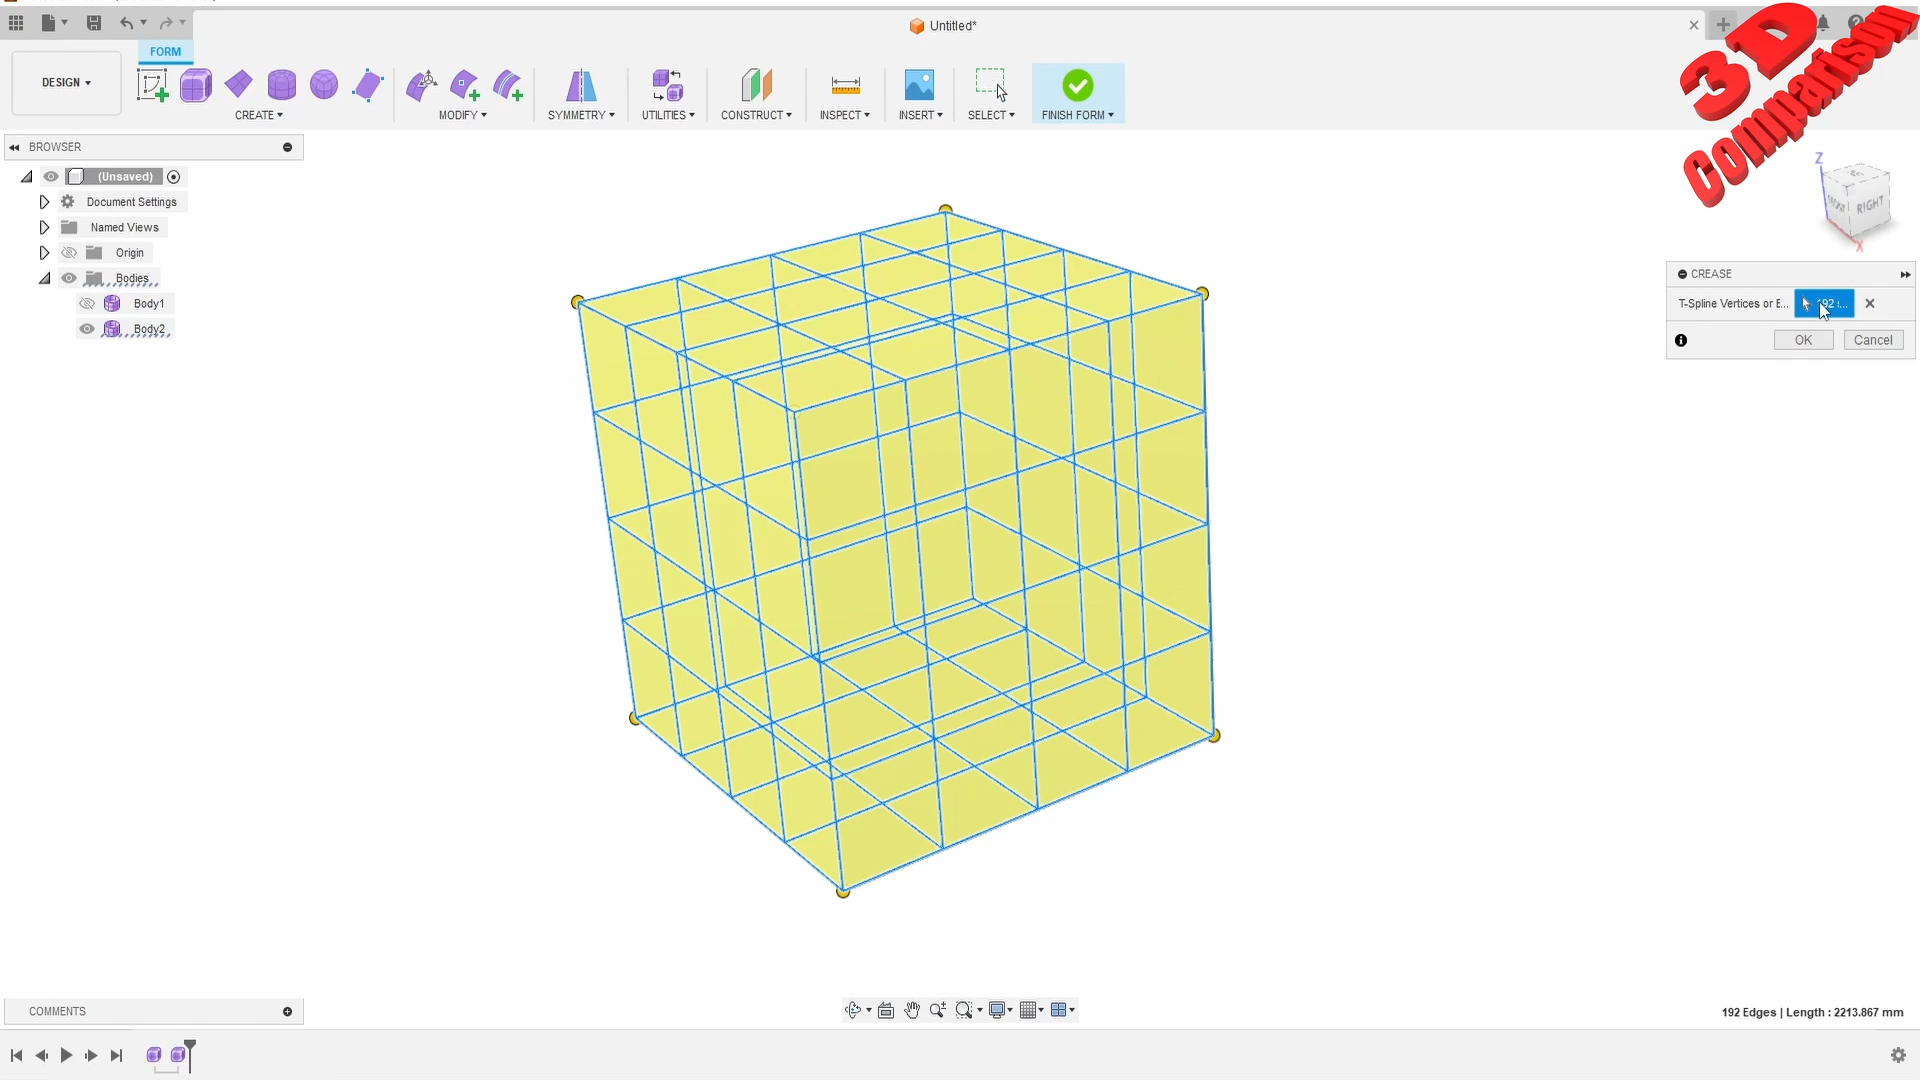 Untitled*
3D
Comparison
FORM
DESIGN
CREATE
MODIFY
SYMMETRY
UTILITIES
CONSTRUCT
INSPECT
INSERT
SELECT
FINISH FORM
BROWSER
(Unsaved)
Document Settings
Named Views
Origin
Bodies
Body1
Body2
Z
RIGHT
X
CREASE
T-Spline Vertices or E...
OK
Cancel
COMMENTS
192 Edges | Length : 2213.867 mm